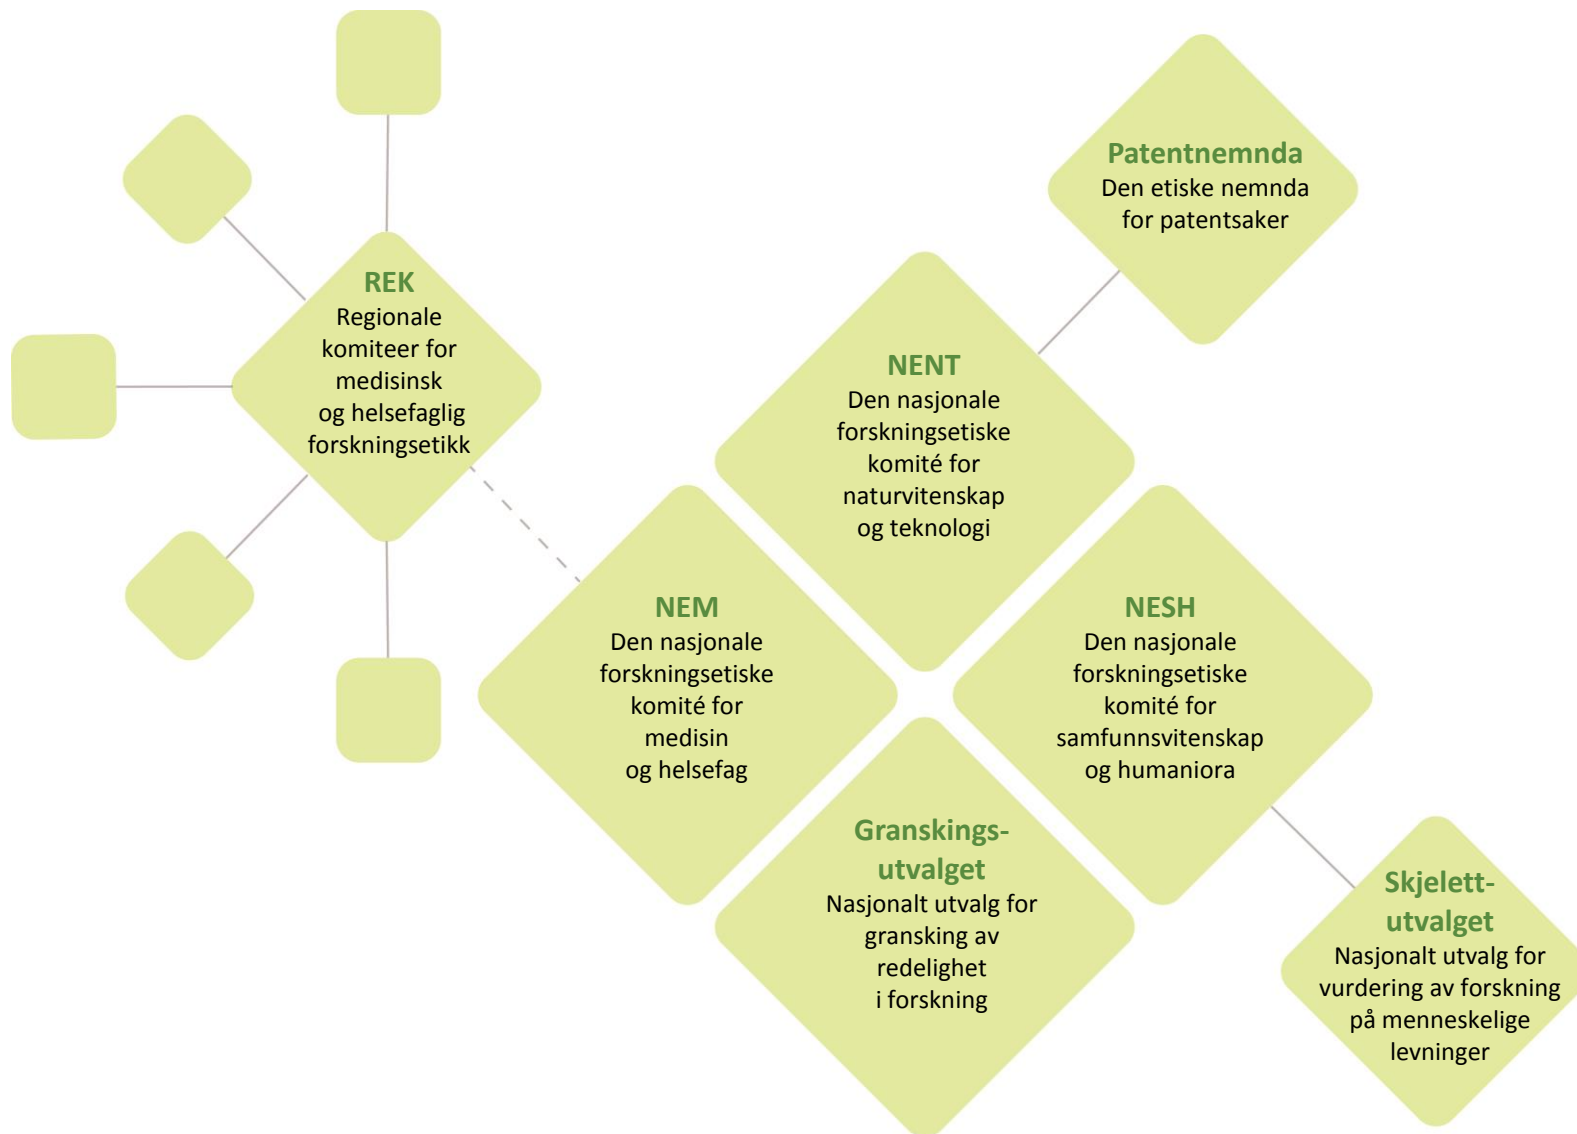 Patentnemnda
Den etiske nemnda
for patentsaker
REK
Regionale
komiteer for
medisinsk
og helsefaglig
forskningsetikk
NENT
Den nasjonale
forskningsetiske
komité for
naturvitenskap
og teknologi
NEM
Den nasjonale
forskningsetiske
komité for
medisin
og helsefag
NESH
Den nasjonale
forskningsetiske
komité for
samfunnsvitenskap
og humaniora
Granskings-
utvalget
Nasjonalt utvalg for
gransking av
redelighet
i forskning
Skjelett-
utvalget
Nasjonalt utvalg for
vurdering av forskning
på menneskelige
levninger